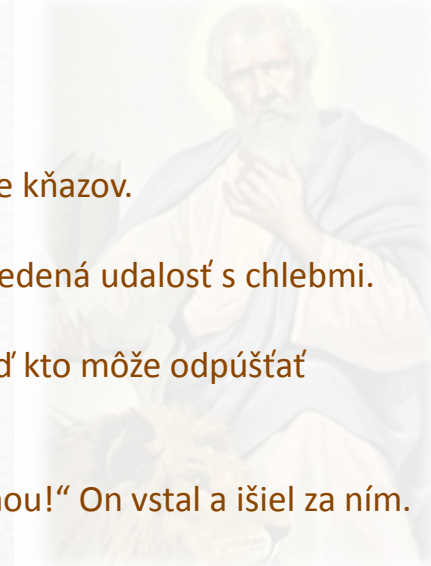 e kňazov.
edená udalosť s chlebmi.
ď kto môže odpúšťať
ou!“ On vstal a išiel za ním.